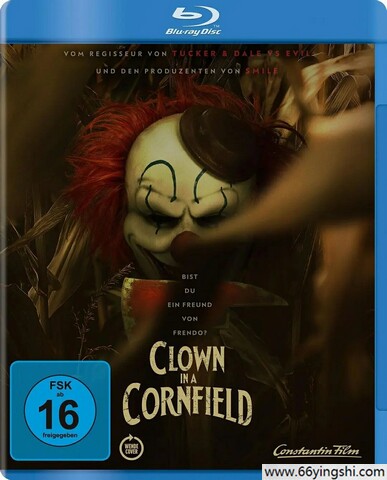 Blu-ray Disc
VOM REGISSEUR VON TUCKER & DALE VS EVIL
UND DEN PRODUZENTEN VON SMILE
BIST
DU
EIN FREUND
VON
FRENDO?
CLOWN
IN A
CORNFIELD
FSK
ab
16
freigegeben
WENDE
COVER
Constantin Film
www.66yingshi.com